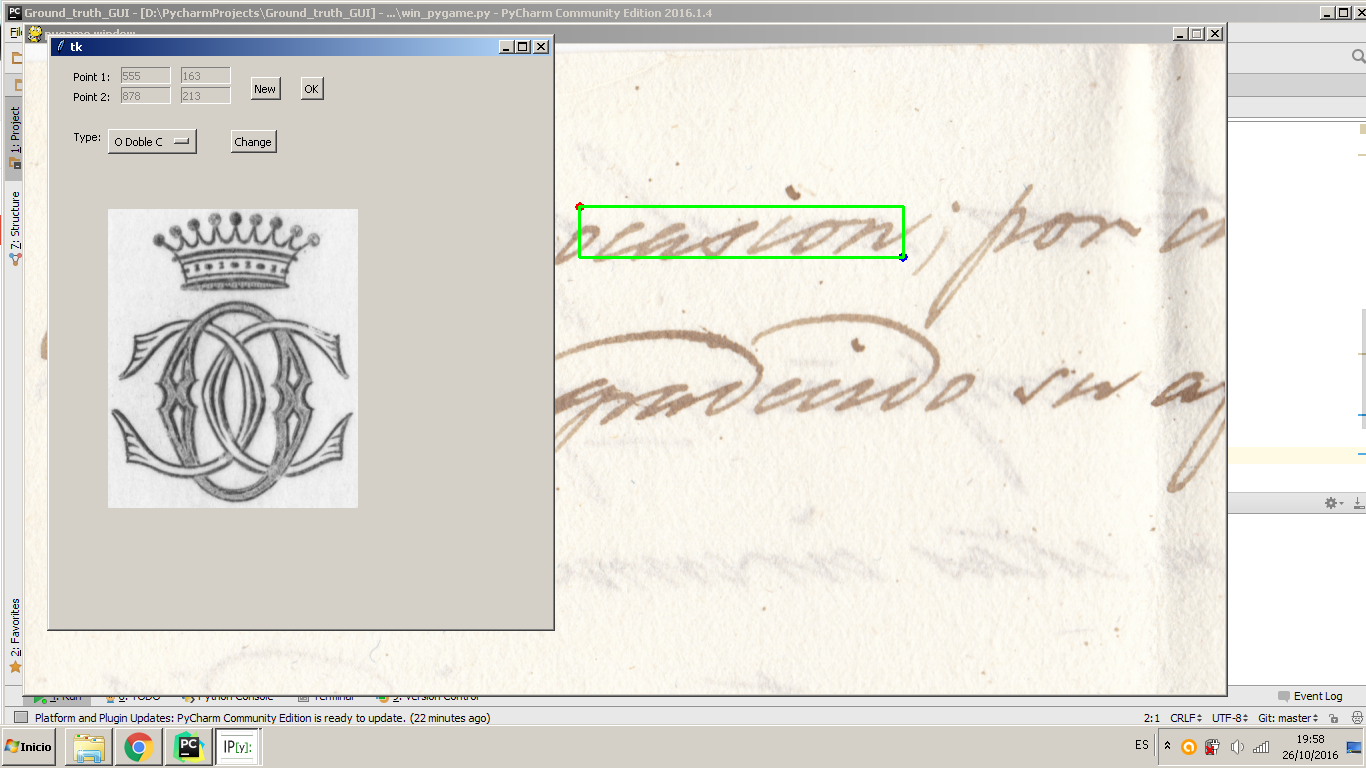 Ground_truth_GUI - [D:\PycharmProjects\Ground_truth_GUI] - ...\win_pygame.py - PyCharm Community Edition 2016.1.4
pygame window
tk
Point 1: 555 163
Point 2: 878 213
New OK
Type: O Doble C Change
1: Project
7: Structure
2: Favorites
ocasion, por
su
4: Run 6: TODO Python Console Terminal 9: Version Control
Event Log
Platform and Plugin Updates: PyCharm Community Edition is ready to update. (22 minutes ago)
2:1 CRLF UTF-8 Git: master
Inicio
PC
IP[y]:
ES
19:58
26/10/2016